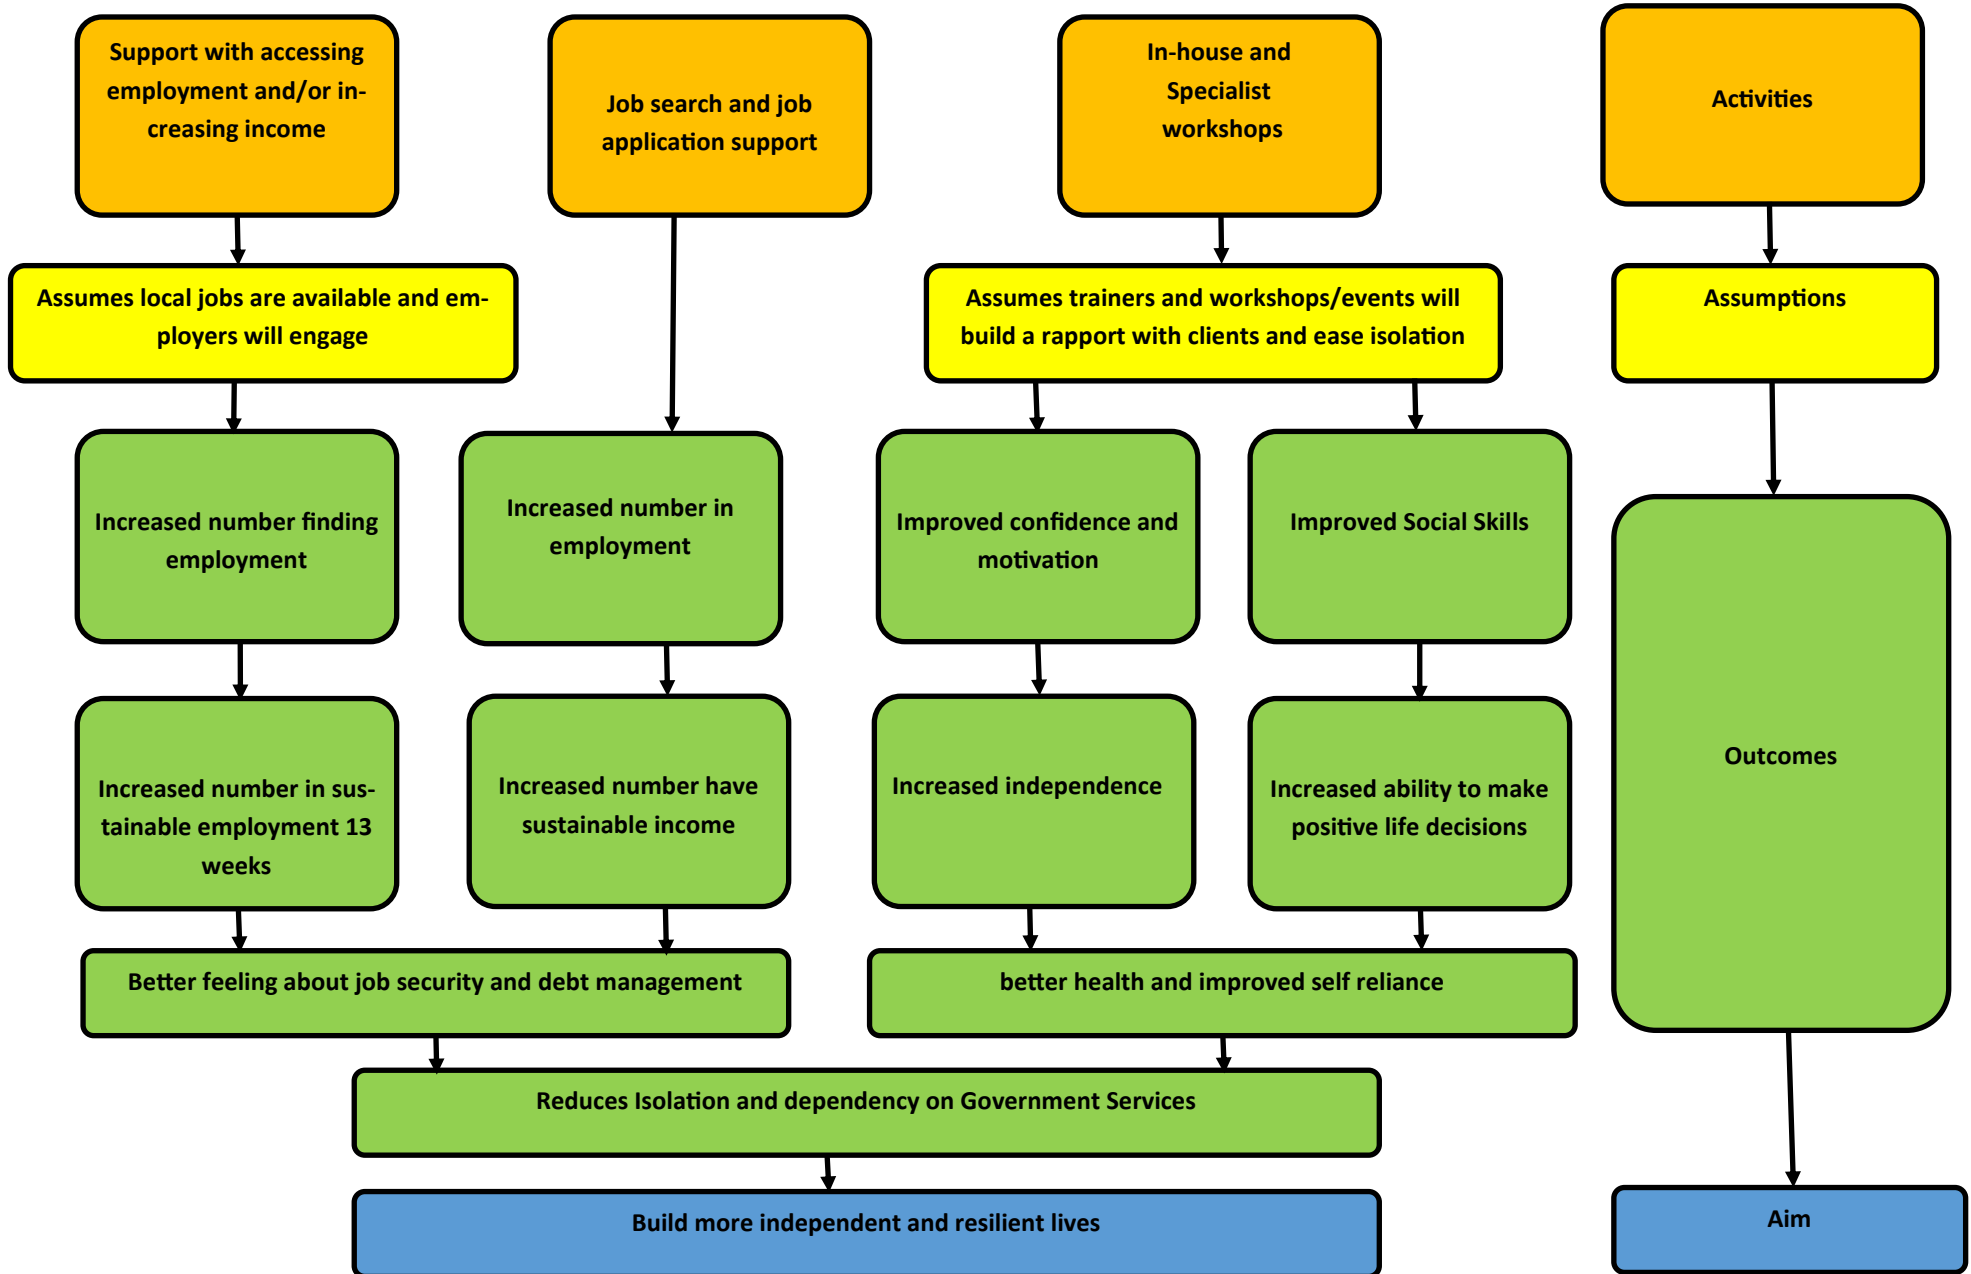 Support with accessing
employment and/or in-
creasing income
Job search and job
application support
In-house and
Specialist
workshops
Activities
Assumes local jobs are available and em-
ployers will engage
Assumes trainers and workshops/events will
build a rapport with clients and ease isolation
Assumptions
Increased number finding
employment
Increased number in
employment
Improved confidence and
motivation
Improved Social Skills
Increased number in sus-
tainable employment 13
weeks
Increased number have
sustainable income
Increased independence
Increased ability to make
positive life decisions
Outcomes
Better feeling about job security and debt management
better health and improved self reliance
Reduces Isolation and dependency on Government Services
Build more independent and resilient lives
Aim